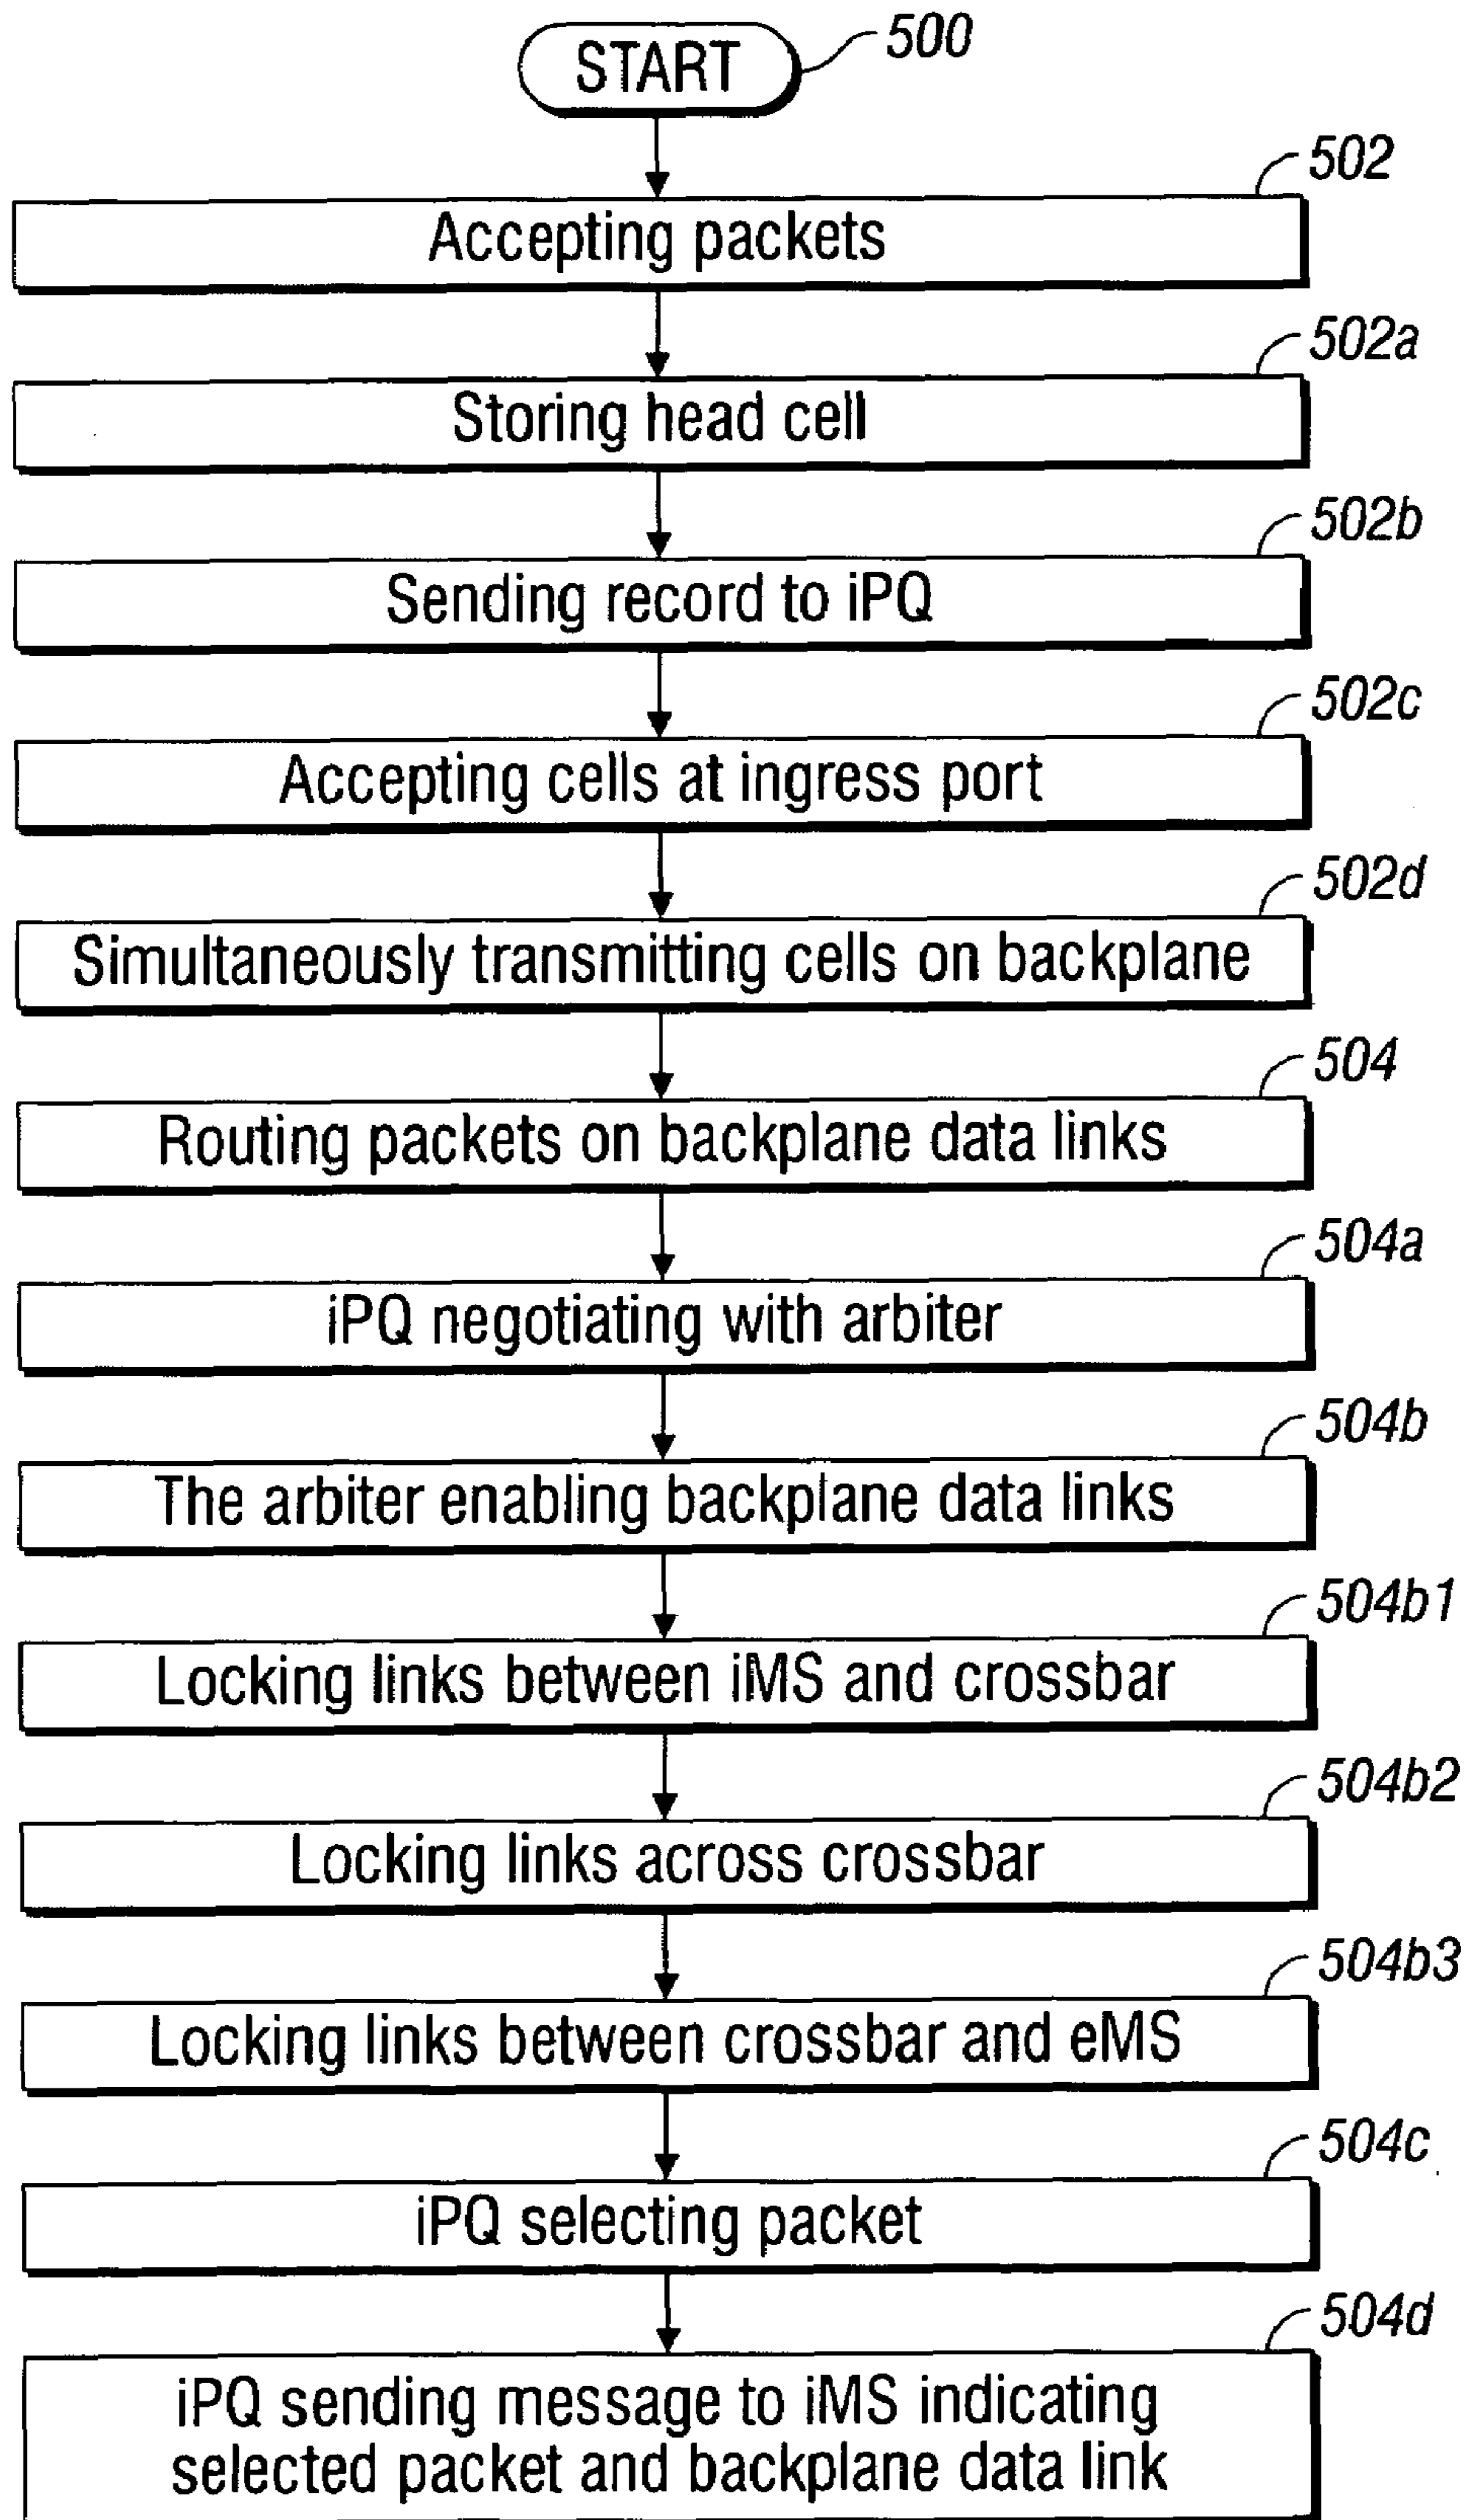 START
500
502
Accepting packets
502a
Storing head cell
502b
Sending record to iPQ
502c
Accepting cells at ingress port
502d
Simultaneously transmitting cells on backplane
504
Routing packets on backplane data links
504a
iPQ negotiating with arbiter
504b
The arbiter enabling backplane data links
504b1
Locking links between iMS and crossbar
504b2
Locking links across crossbar
504b3
Locking links between crossbar and eMS
504c
iPQ selecting packet
504d
iPQ sending message to iMS indicating
selected packet and backplane data link